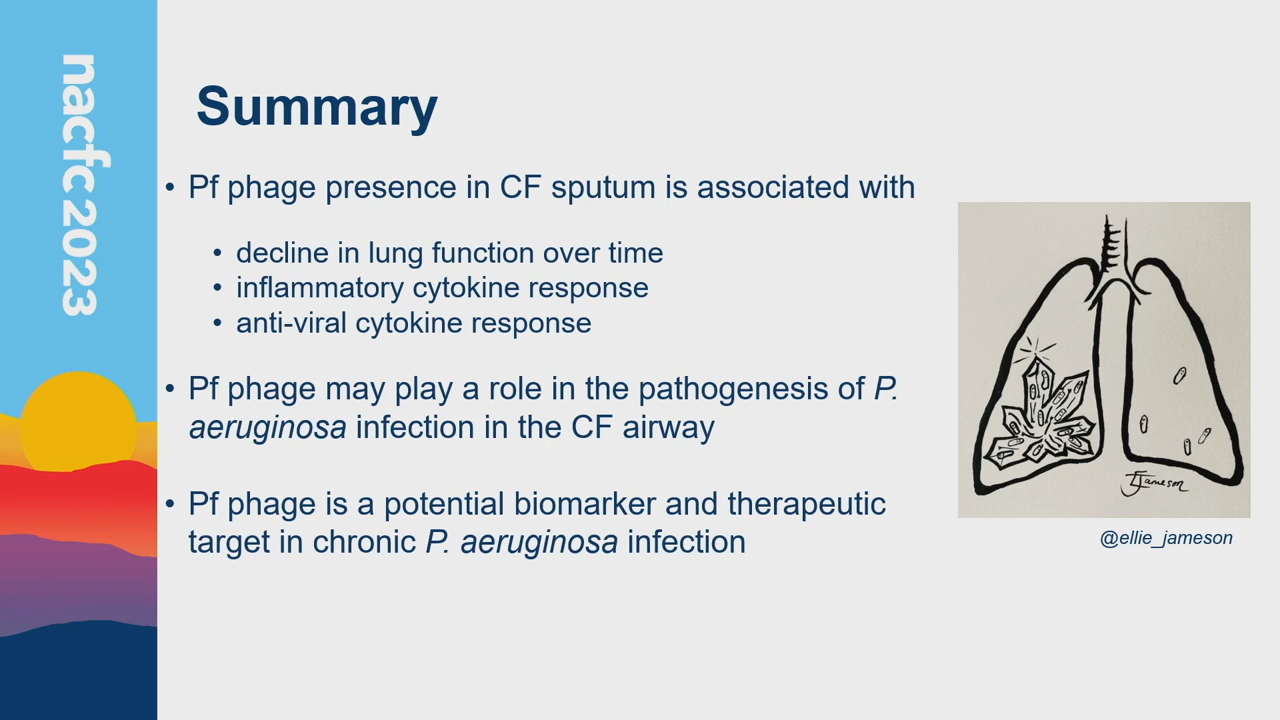 nacfc 2023
Summary
• Pf phage presence in CF sputum is associated with
• decline in lung function over time
• inflammatory cytokine response
• anti-viral cytokine response
• Pf phage may play a role in the pathogenesis of P.
aeruginosa infection in the CF airway
• Pf phage is a potential biomarker and therapeutic
target in chronic P. aeruginosa infection
EJameson
@ellie_jameson